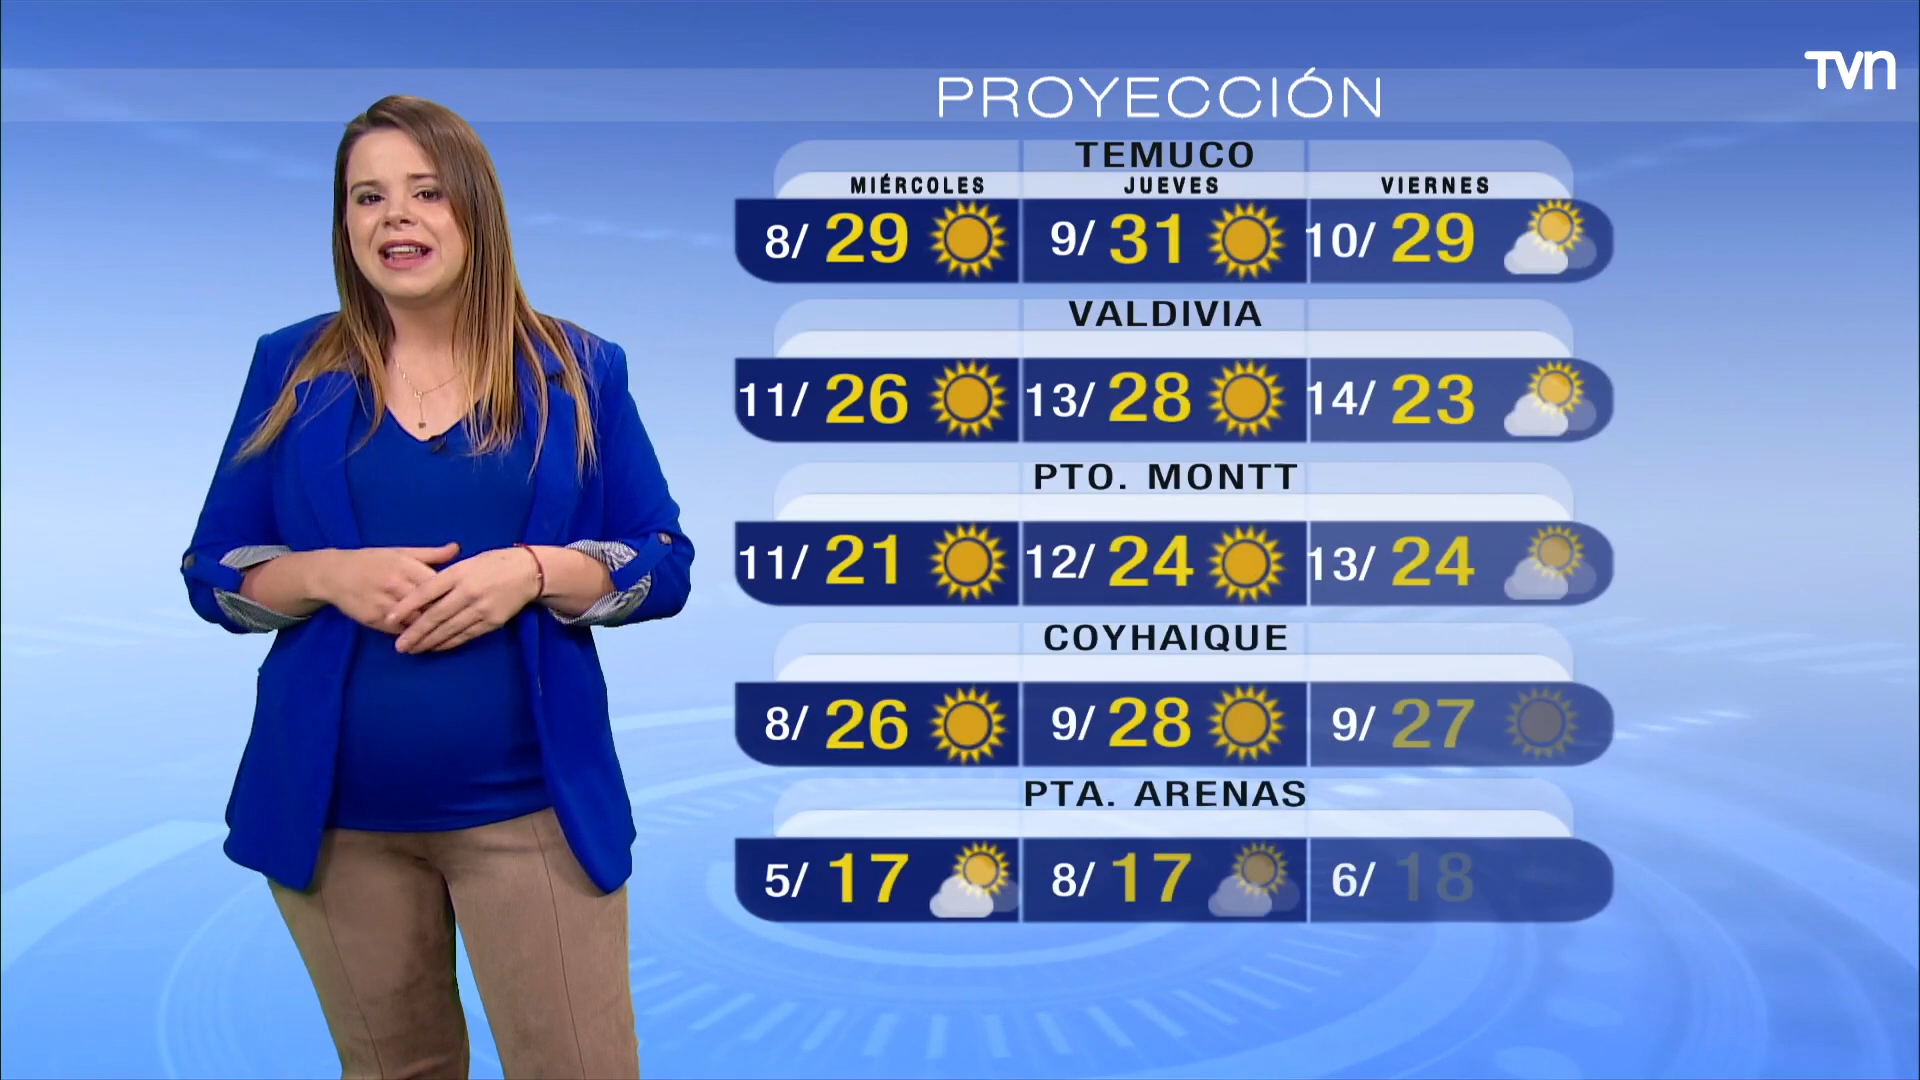 TVN
PROYECCIÓN
TEMUCO
MIÉRCOLES JUEVES VIERNES
8/ 29 9/ 31 10/ 29
VALDIVIA
11/ 26 13/ 28 14/ 23
PTO. MONTT
11/ 21 12/ 24 13/ 24
COYHAIQUE
8/ 26 9/ 28 9/ 27
PTA. ARENAS
5/ 17 8/ 17 6/ 18